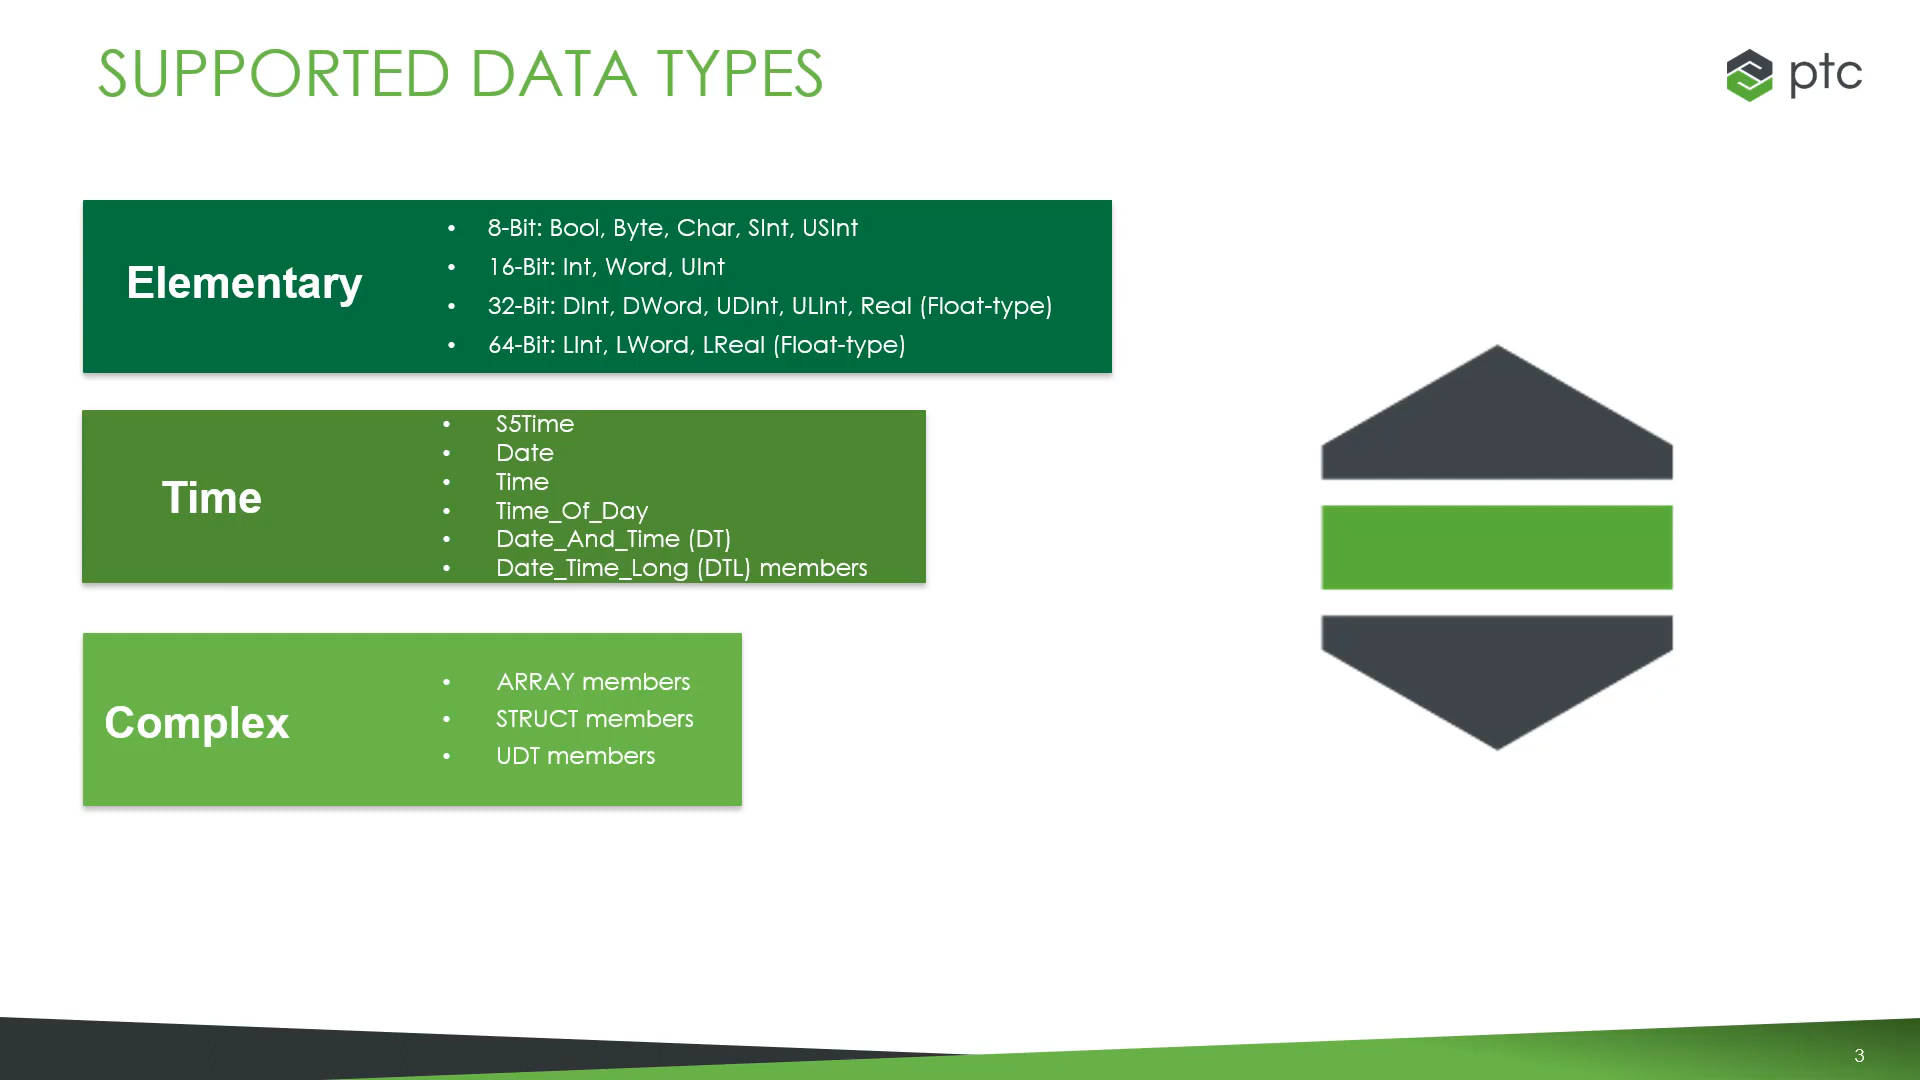 SUPPORTED DATA TYPES
ptc
Elementary
• 8-Bit: Bool, Byte, Char, SInt, USInt
• 16-Bit: Int, Word, UInt
• 32-Bit: DInt, DWord, UDInt, ULInt, Real (Float-type)
• 64-Bit: LInt, LWord, LReal (Float-type)
Time
• S5Time
• Date
• Time
• Time_Of_Day
• Date_And_Time (DT)
• Date_Time_Long (DTL) members
Complex
• ARRAY members
• STRUCT members
• UDT members
3